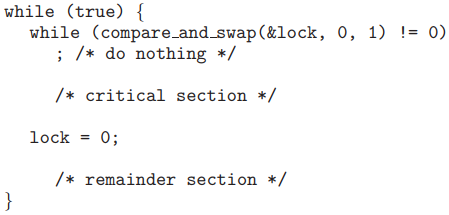 while (true) {
while (compare_and_swap(&lock, 0, 1) != 0)
; /* do nothing */
/* critical section */
lock = 0;
/* remainder section */
}